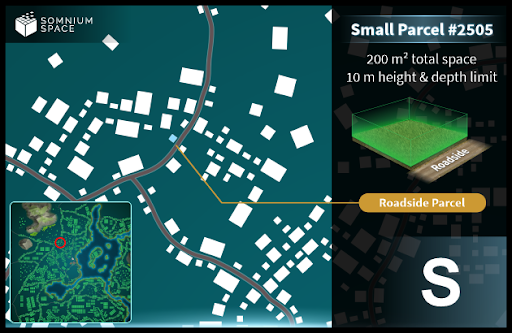 SOMNIUM
SPACE
Small Parcel #2505
200 m² total space
10 m height & depth limit
Roadside
Roadside Parcel
S